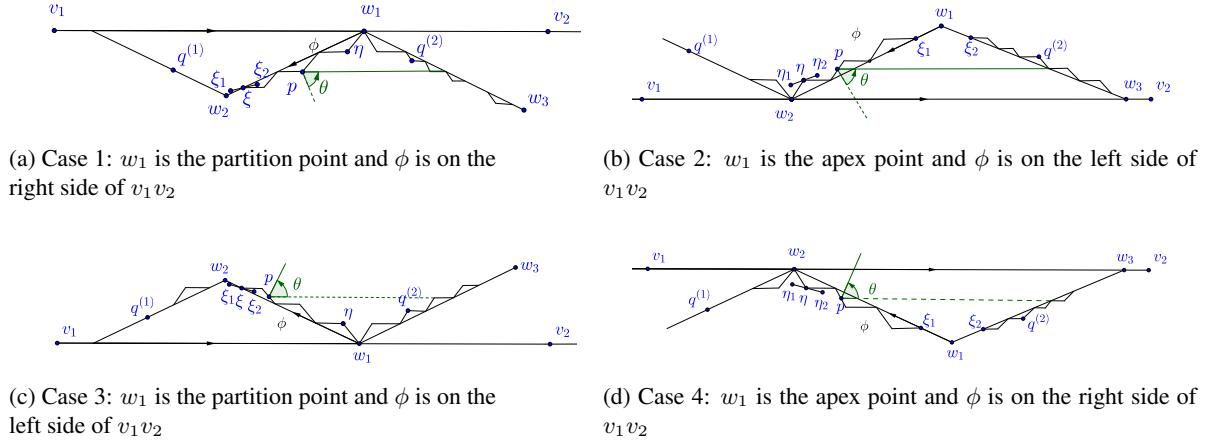 v₁ w₁ v₂
q⁽¹⁾ ϕ η q⁽²⁾
ξ₁ ξ₂ ξ p θ
w₂ w₃
(a) Case 1: w₁ is the partition point and ϕ is on the
right side of v₁v₂
w₁
q⁽¹⁾ ϕ ξ₁ ξ₂ q⁽²⁾
η₁ η η₂ p θ
v₁ w₂ w₃ v₂
(b) Case 2: w₁ is the apex point and ϕ is on the left side of
v₁v₂
w₂ p θ w₃
q⁽¹⁾ ξ₁ ξ ξ₂ η q⁽²⁾
v₁ ϕ w₁ v₂
(c) Case 3: w₁ is the partition point and ϕ is on the
left side of v₁v₂
v₁ w₂ w₃ v₂
q⁽¹⁾ η₁ η η₂ p θ
ϕ ξ₁ ξ₂ q⁽²⁾
w₁
(d) Case 4: w₁ is the apex point and ϕ is on the right side of
v₁v₂